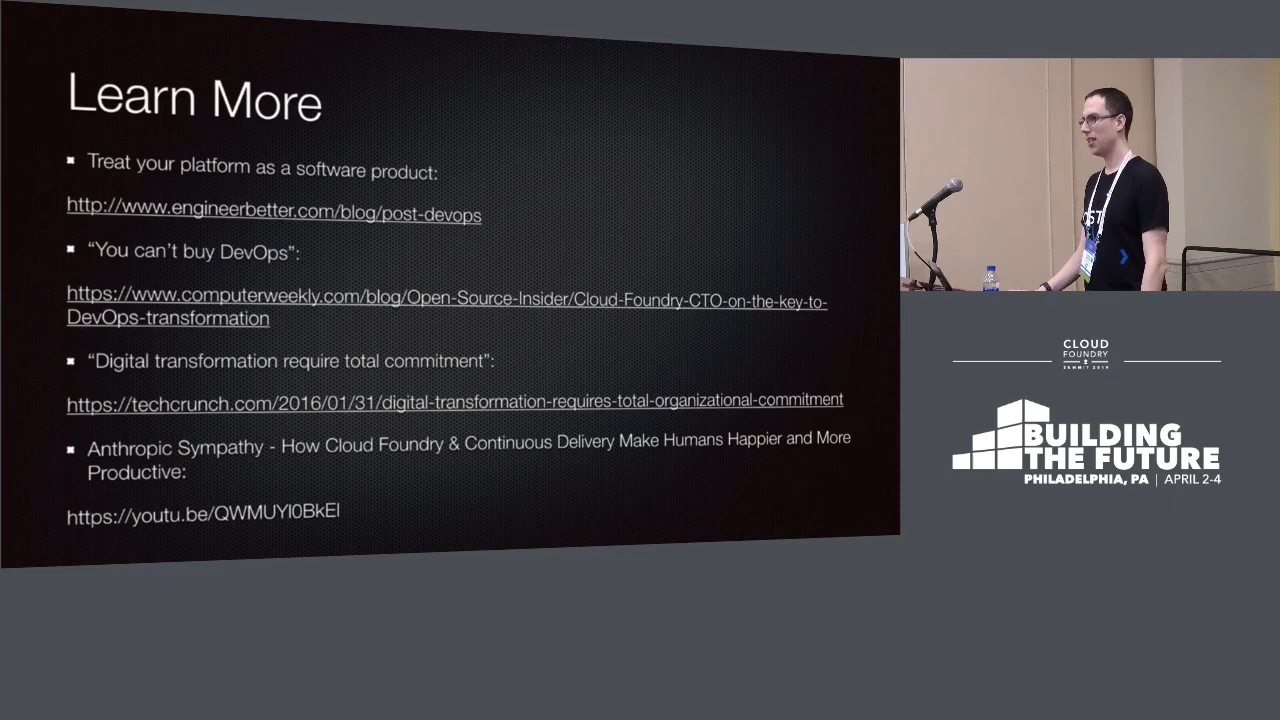 Learn More
Treat your platform as a software product:
http://www.engineerbetter.com/blog/post-devops
“You can’t buy DevOps”:
https://www.computerweekly.com/blog/Open-Source-Insider/Cloud-Foundry-CTO-on-the-key-to-
DevOps-transformation
“Digital transformation require total commitment”:
https://techcrunch.com/2016/01/31/digital-transformation-requires-total-organizational-commitment
Anthropic Sympathy - How Cloud Foundry & Continuous Delivery Make Humans Happier and More
Productive:
https://youtu.be/QWMUYI0BkEI
CLOUD
FOUNDRY
SUMMIT 2019
BUILDING
THE FUTURE
PHILADELPHIA, PA | APRIL 2-4